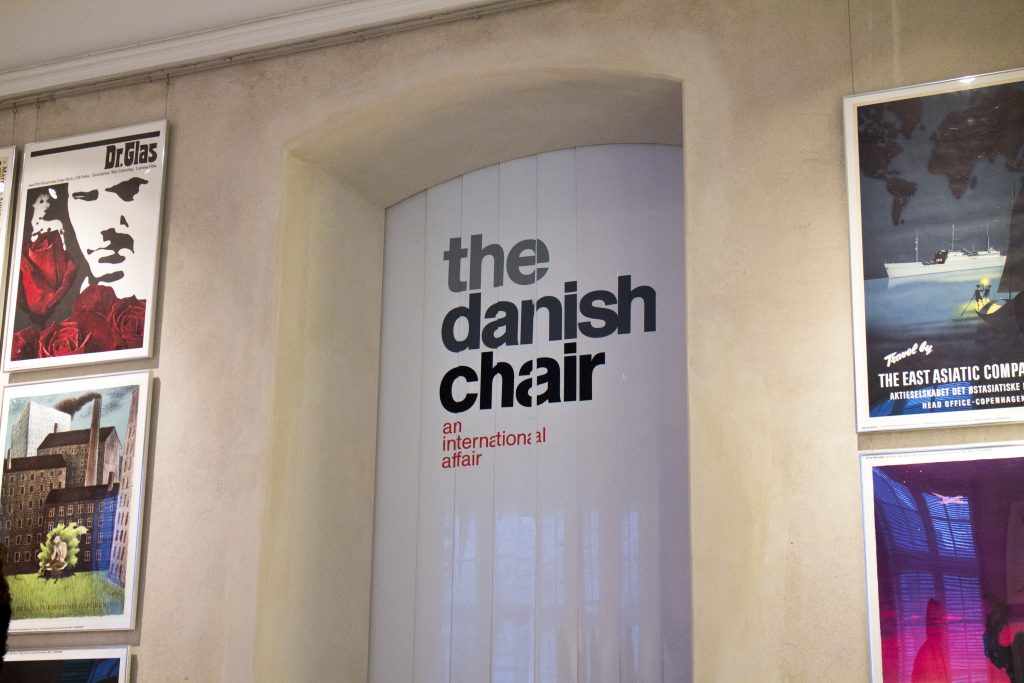 Dr. Glas
the
danish
chair
an
international
affair
Travel by
THE EAST ASIATIC COMPA
AKTIESELSKABET DET ØSTASIATISKE
HEAD OFFICE - COPENHAGEN